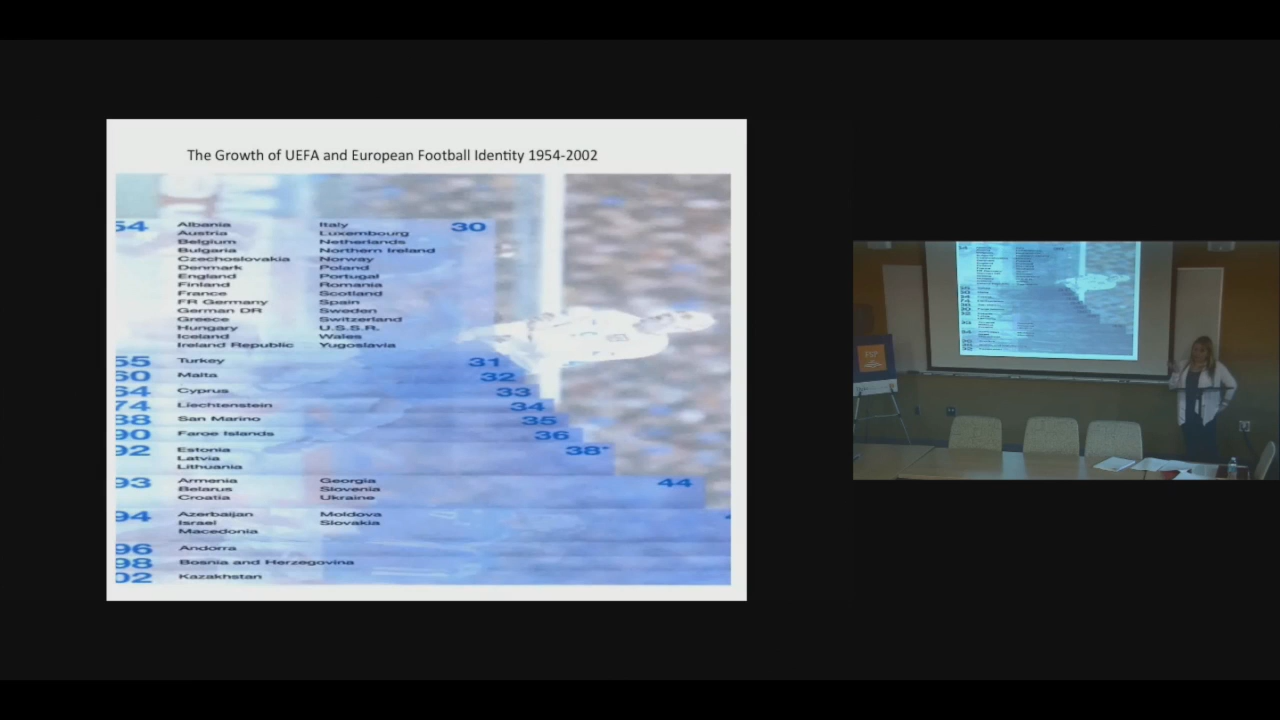 The Growth of UEFA and European Football Identity 1954-2002
54 Albania Italy 30
Austria Luxembourg
Belgium Netherlands
Bulgaria Northern Ireland
Czechoslovakia Norway
Denmark Poland
England Portugal
Finland Romania
France Scotland
FR Germany Spain
German DR Sweden
Greece Switzerland
Hungary U.S.S.R.
Iceland Wales
Ireland Republic Yugoslavia
55 Turkey 31
60 Malta 32
64 Cyprus 33
74 Liechtenstein 34
88 San Marino 35
90 Faroe Islands 36
92 Estonia 38*
Latvia
Lithuania
93 Armenia Georgia 44
Belarus Slovenia
Croatia Ukraine
94 Azerbaijan Moldova
Israel Slovakia
Macedonia
96 Andorra
98 Bosnia and Herzegovina
02 Kazakhstan